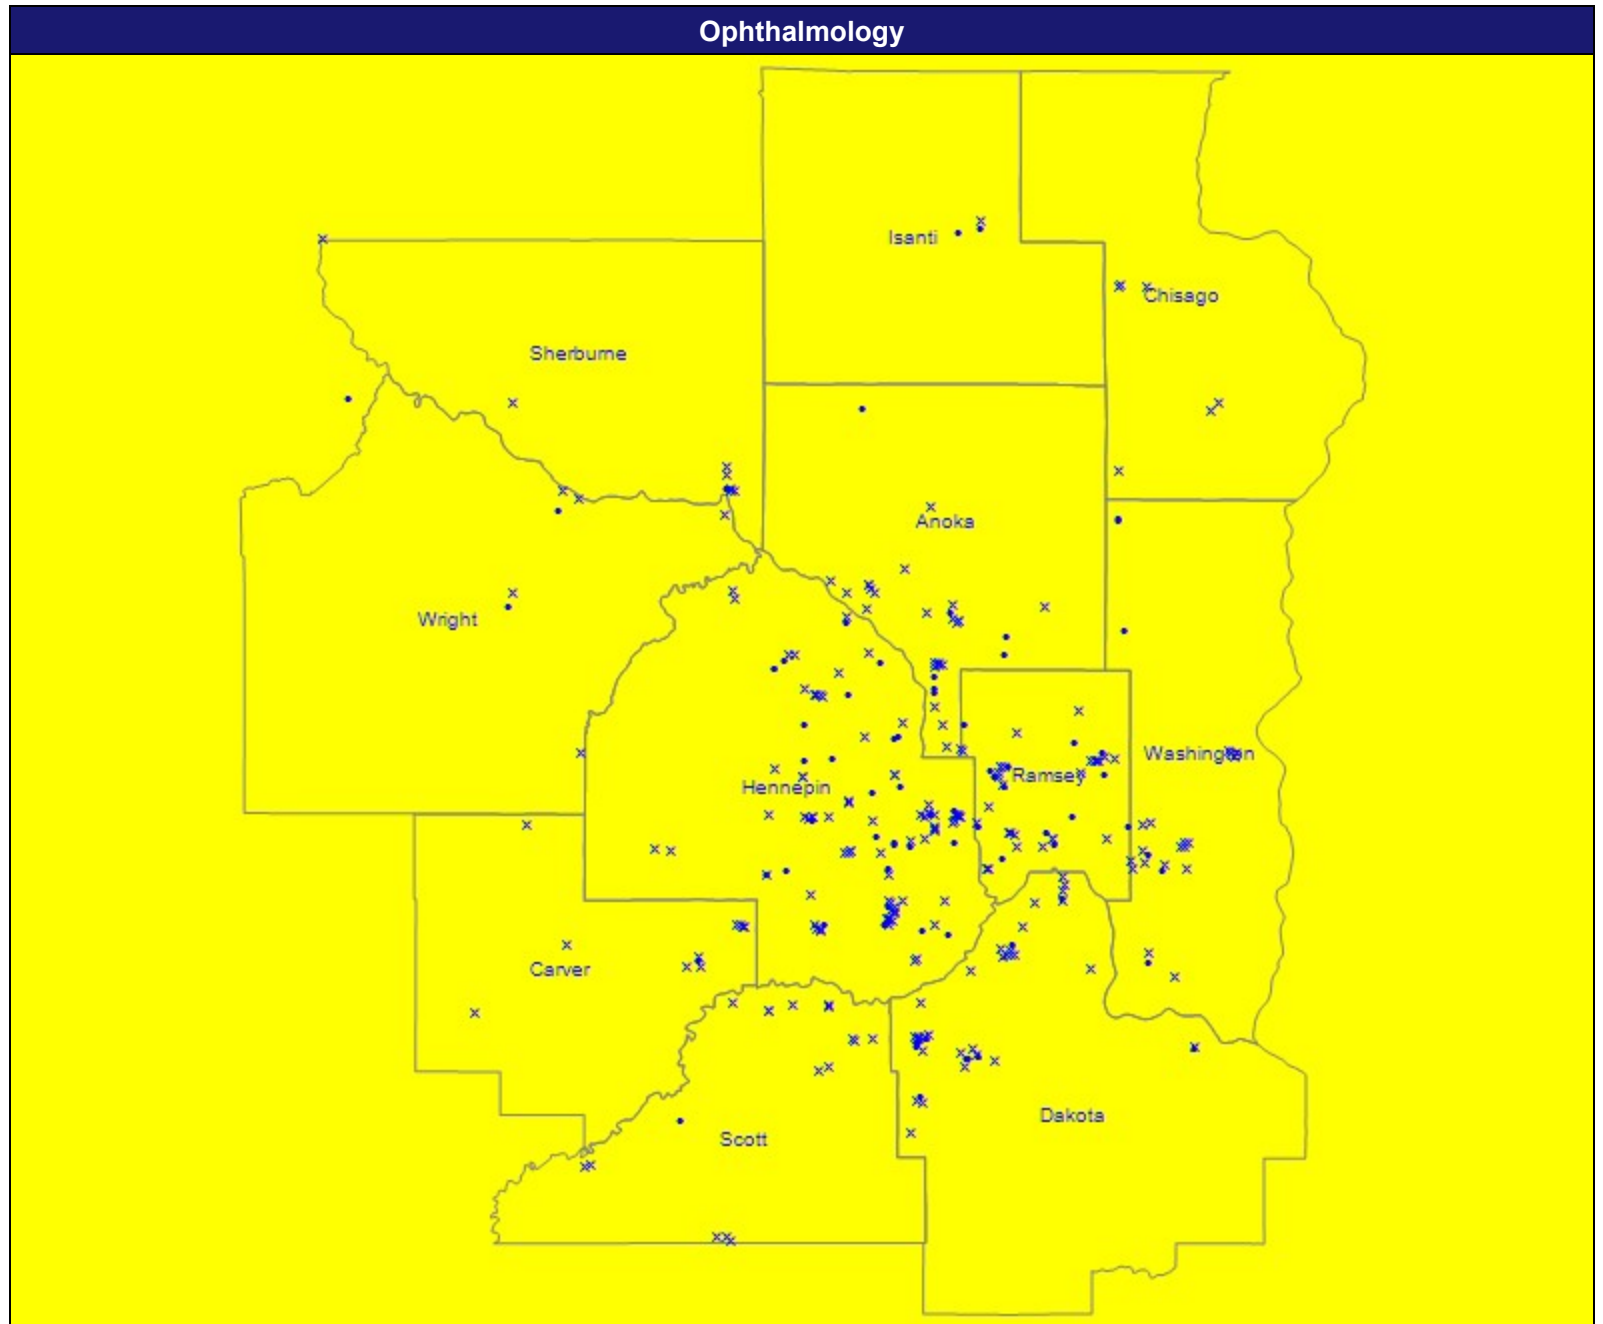 Ophthalmology
Isanti
Chisago
Sherburne
Anoka
Wright
Washington
Ramsey
Hennepin
Carver
Dakota
Scott